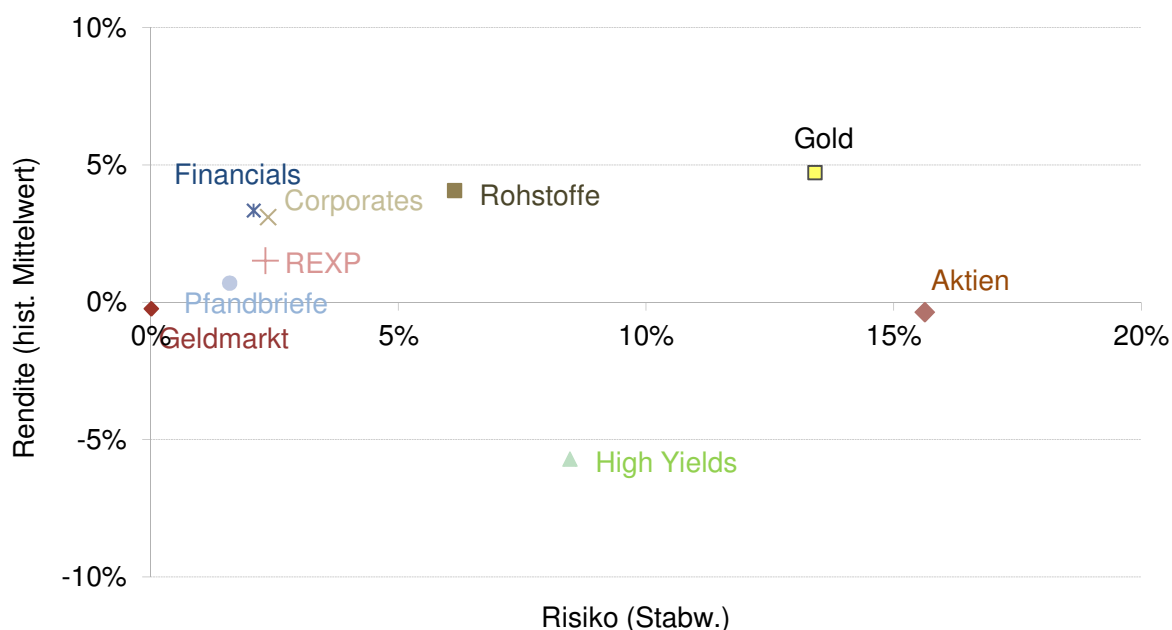 10%
Gold
5%
Financials
Corporates
Rohstoffe
REXP
Aktien
0%
Pfandbriefe
Geldmarkt
0%
5%
10%
15%
20%
-5%
High Yields
-10%
Rendite (hist. Mittelwert)
Risiko (Stabw.)